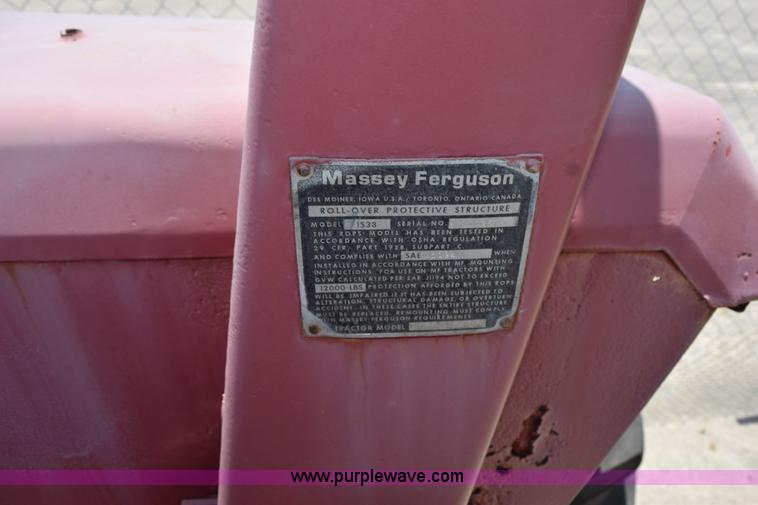 Massey Ferguson
DES MOINES, IOWA U.S.A. / TORONTO, ONTARIO CANADA
ROLL-OVER PROTECTIVE STRUCTURE
MODEL 1538 SERIAL NO.
THIS ROPS MODEL HAS BEEN TESTED IN
ACCORDANCE WITH OSHA REGULATION
29 CFR, PART 1928, SUBPART C,
AND COMPLIES WITH SAE WHEN
INSTALLED IN ACCORDANCE WITH MF MOUNTING
INSTRUCTIONS. FOR USE ON MF TRACTORS WITH
GVW CALCULATED PER SAE J1194 NOT TO EXCEED
12000 LBS. PROTECTION AFFORDED BY THIS ROPS
WILL BE IMPAIRED IF IT HAS BEEN SUBJECTED TO
ALTERATION, STRUCTURAL DAMAGE, OR OVERTURN
ACCIDENT. IN THESE CASES THE ENTIRE STRUCTURE
MUST BE REPLACED. REMOUNTING MUST COMPLY
WITH MASSEY-FERGUSON REQUIREMENTS.
TRACTOR MODEL
www.purplewave.com